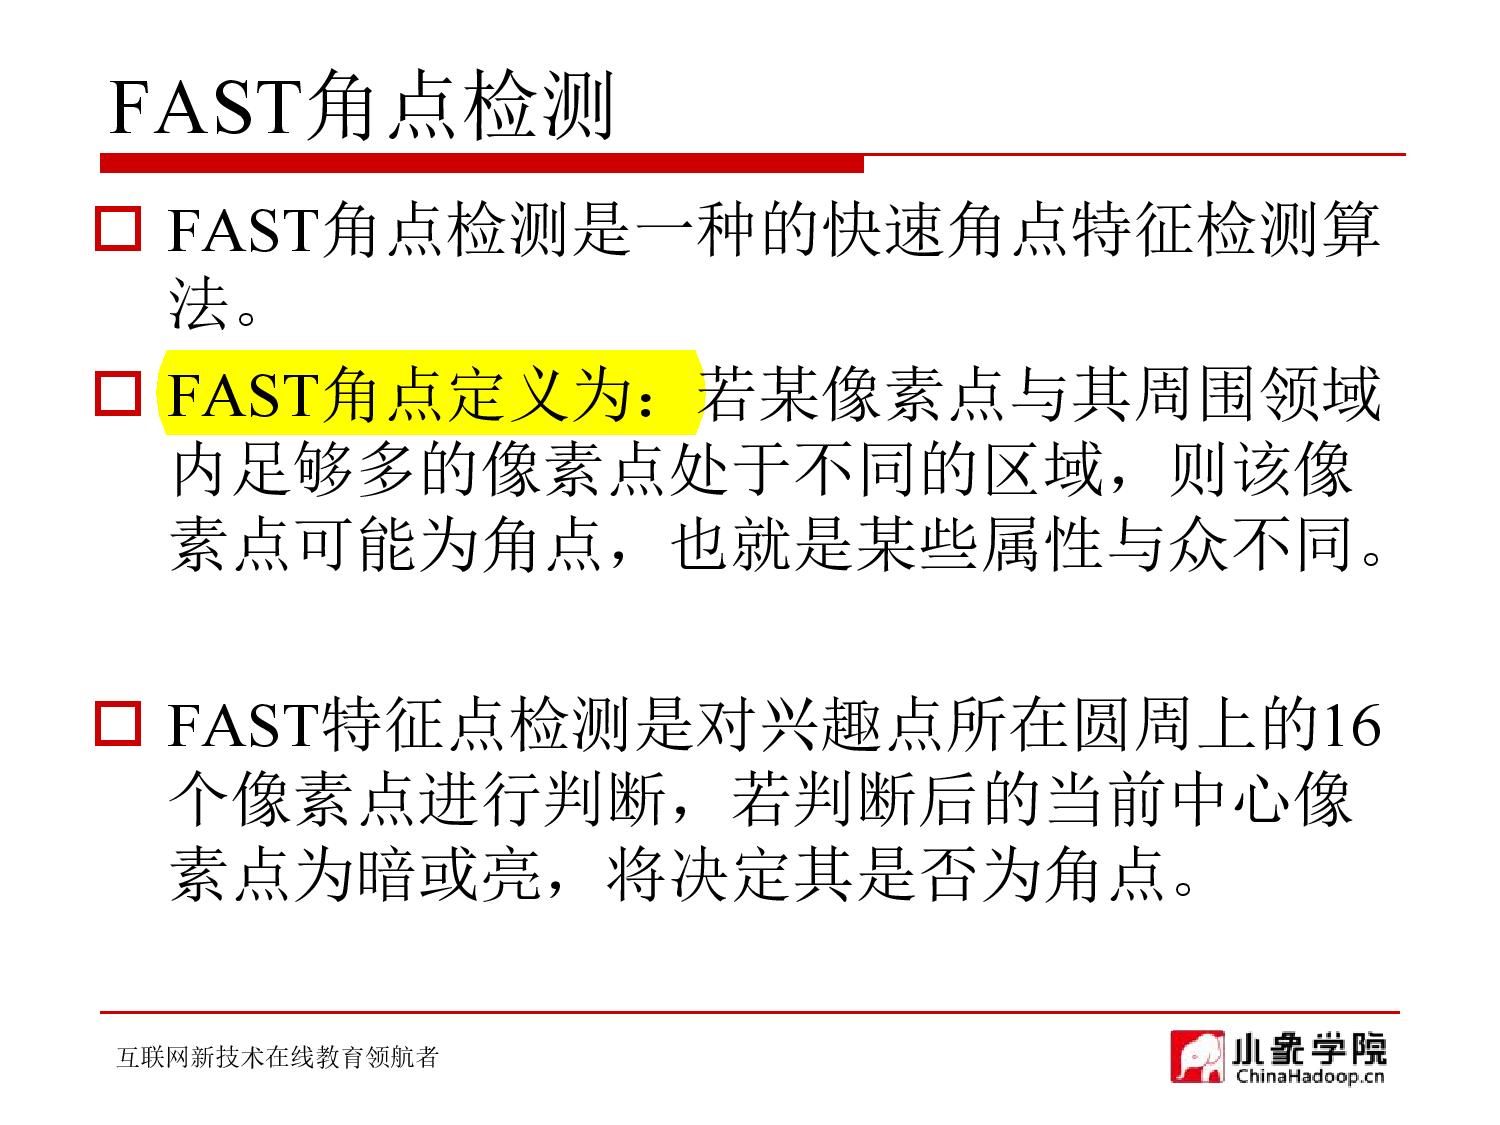 FAST角点检测
FAST角点检测是一种的快速角点特征检测算
法。
FAST角点定义为：若某像素点与其周围领域
内足够多的像素点处于不同的区域，则该像
素点可能为角点，也就是某些属性与众不同。
FAST特征点检测是对兴趣点所在圆周上的16
个像素点进行判断，若判断后的当前中心像
素点为暗或亮，将决定其是否为角点。
互联网新技术在线教育领航者
小象学院
ChinaHadoop.cn